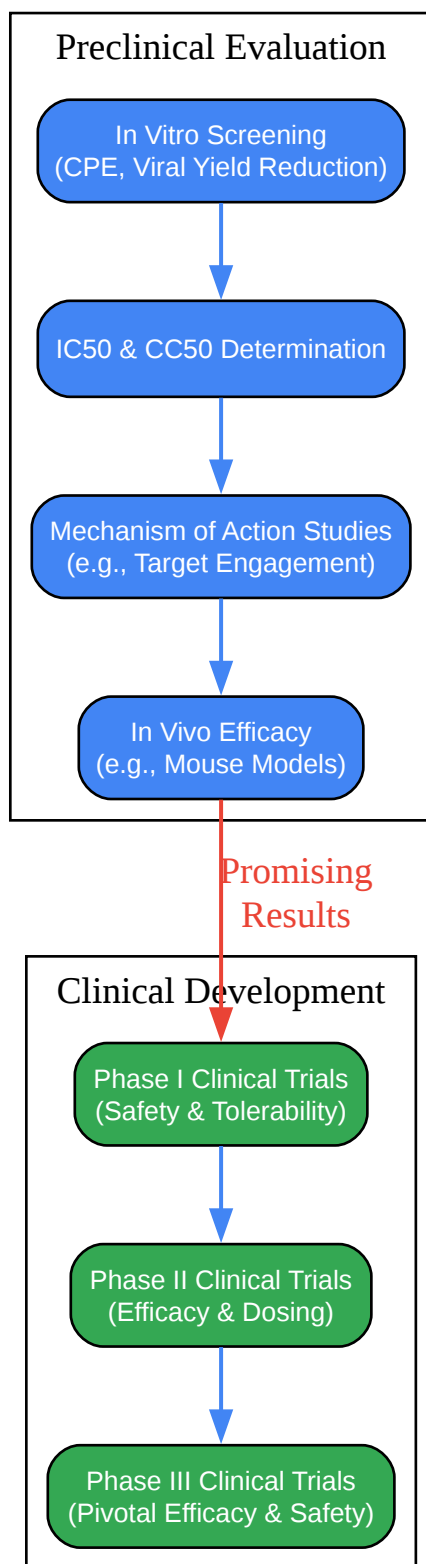 Preclinical Evaluation
In Vitro Screening
(CPE, Viral Yield Reduction)
IC50 & CC50 Determination
Mechanism of Action Studies
(e.g., Target Engagement)
In Vivo Efficacy
(e.g., Mouse Models)
Promising
Results
Clinical Development
Phase I Clinical Trials
(Safety & Tolerability)
Phase II Clinical Trials
(Efficacy & Dosing)
Phase III Clinical Trials
(Pivotal Efficacy & Safety)